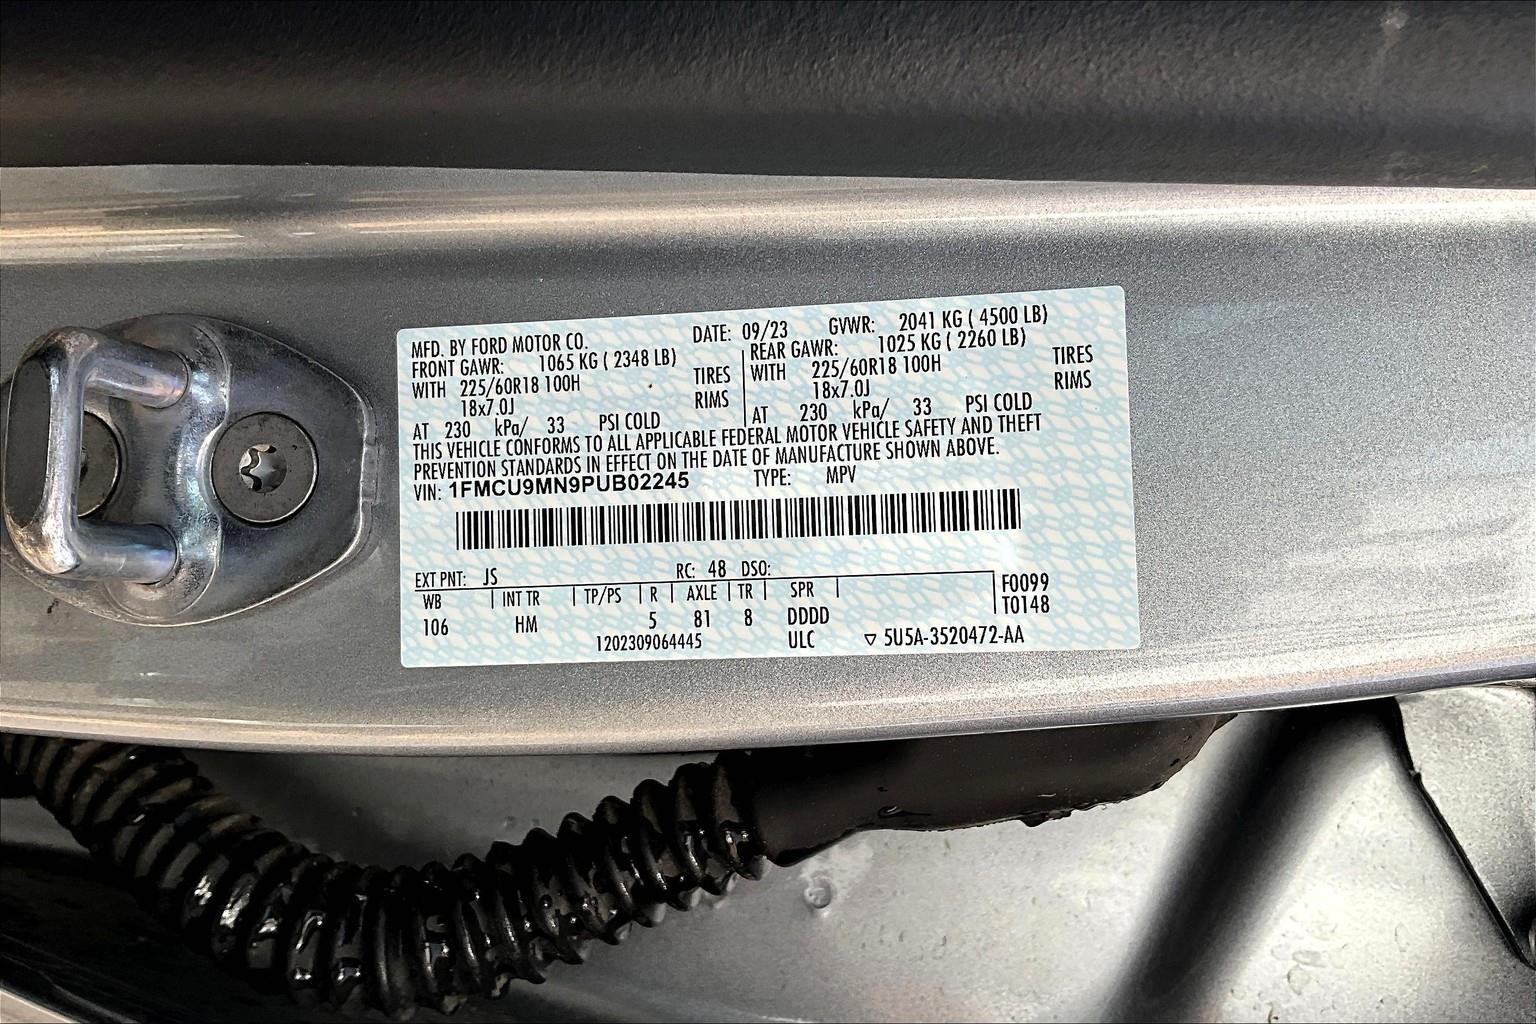 MFD. BY FORD MOTOR CO. DATE: 09/23 GVWR: 2041 KG ( 4500 LB)
FRONT GAWR: 1065 KG ( 2348 LB) REAR GAWR: 1025 KG ( 2260 LB)
WITH 225/60R18 100H TIRES WITH 225/60R18 100H TIRES
18x7.0J RIMS 18x7.0J RIMS
AT 230 kPa/ 33 PSI COLD AT 230 kPa/ 33 PSI COLD
THIS VEHICLE CONFORMS TO ALL APPLICABLE FEDERAL MOTOR VEHICLE SAFETY AND THEFT
PREVENTION STANDARDS IN EFFECT ON THE DATE OF MANUFACTURE SHOWN ABOVE.
VIN: 1FMCU9MN9PUB02245 TYPE: MPV
EXT PNT: JS RC: 48 DSO:
WB INT TR TP/PS R AXLE TR SPR F0099
106 HM 5 81 8 DDDD T0148
1202309064445 ULC ▽ 5U5A-3520472-AA